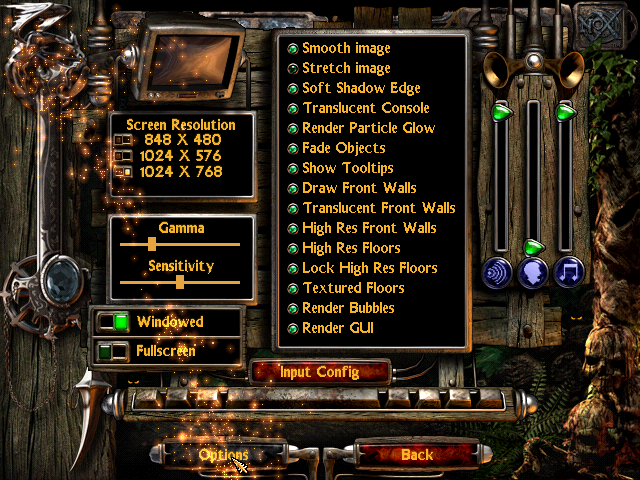 NOX
Screen Resolution
848 X 480
1024 X 576
1024 X 768
Gamma
Sensitivity
Windowed
Fullscreen
Smooth image
Stretch image
Soft Shadow Edge
Translucent Console
Render Particle Glow
Fade Objects
Show Tooltips
Draw Front Walls
Translucent Front Walls
High Res Front Walls
High Res Floors
Lock High Res Floors
Textured Floors
Render Bubbles
Render GUI
Input Config
Options
Back